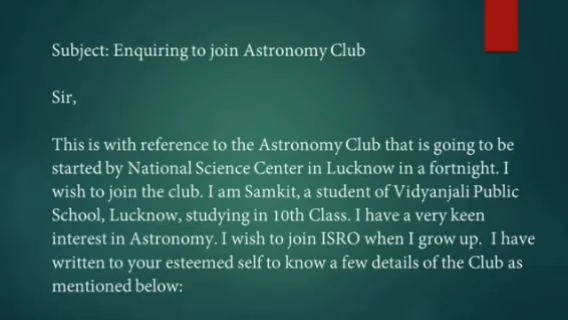 Subject: Enquiring to join Astronomy Club
Sir,
This is with reference to the Astronomy Club that is going to be
started by National Science Center in Lucknow in a fortnight. I
wish to join the club. I am Samkit, a student of Vidyanjali Public
School, Lucknow, studying in 10th Class. I have a very keen
interest in Astronomy. I wish to join ISRO when I grow up. I have
written to your esteemed self to know a few details of the Club as
mentioned below: